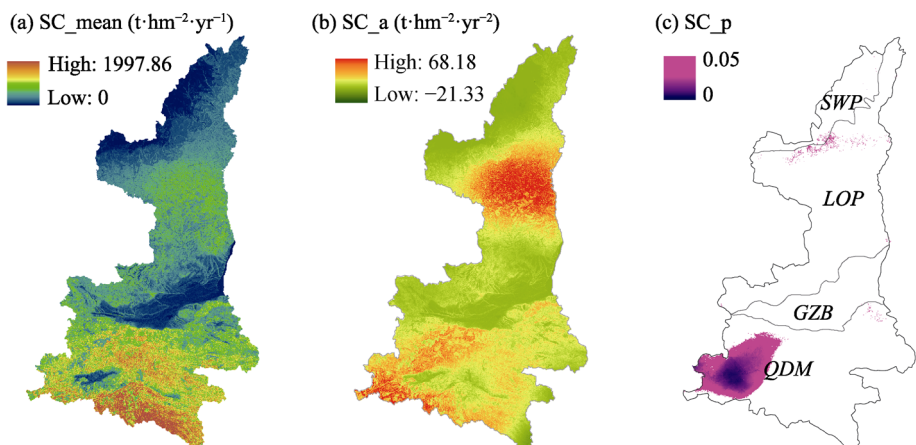 (a) SC_mean (t·hm⁻²·yr⁻¹)
High: 1997.86
Low: 0
(b) SC_a (t·hm⁻²·yr⁻²)
High: 68.18
Low: −21.33
(c) SC_p
0.05
0
SWP
LOP
GZB
QDM